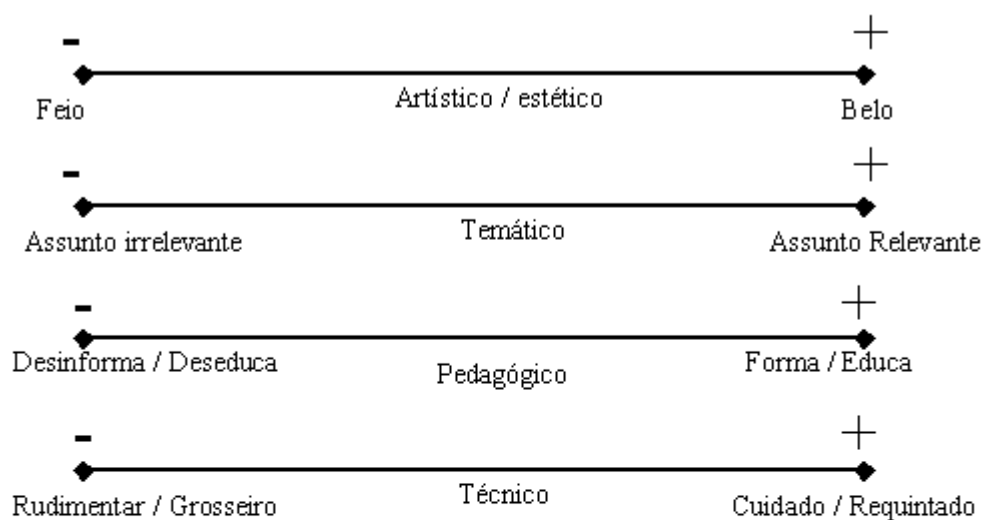 - +
Artístico / estético
Feio Belo
- +
Temático
Assunto irrelevante Assunto Relevante
- +
Desinforma / Deseduca Pedagógico Forma / Educa
- +
Rudimentar / Grosseiro Técnico Cuidado / Requintado